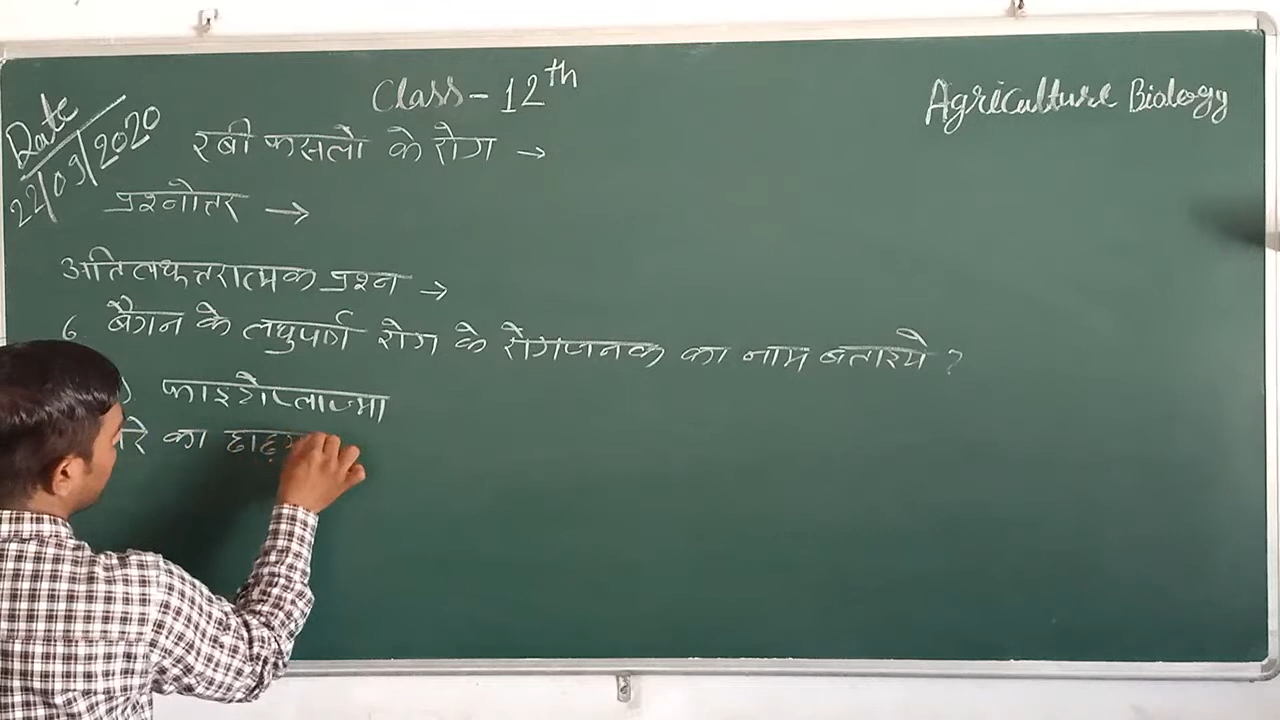 Class - 12th
Agriculture Biology
Date
22/09/2020
रबी फसलो के रोग →
प्रश्नोत्तर →
अतिलघुत्तरात्मक प्रश्न →
6 बैगन के लघुपर्ण रोग के रोगजनक का नाम बताइये ?
फाइटोप्लाज्मा
रे का